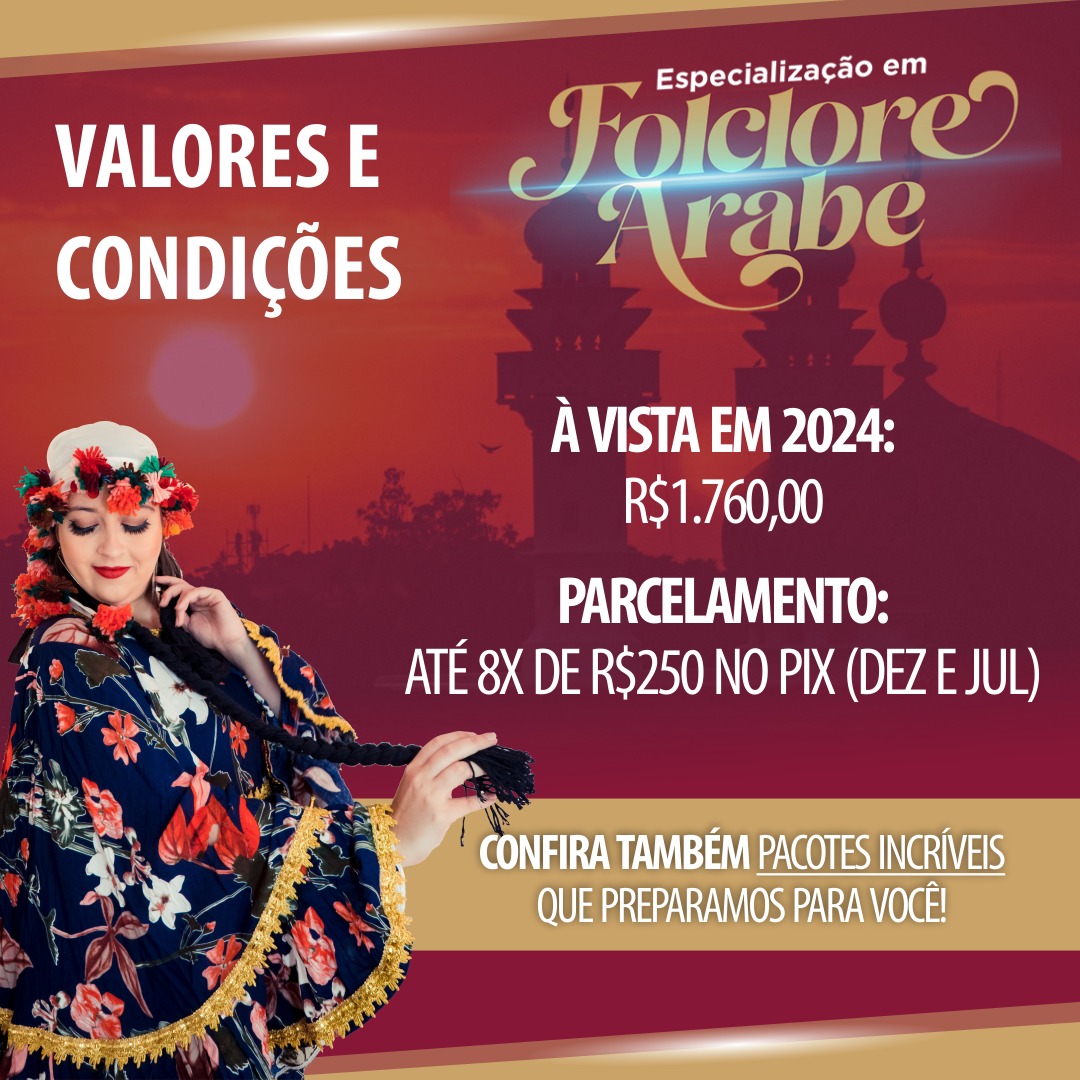 VALORES E
CONDIÇÕES
Especialização em
Folclore
Arabe
À VISTA EM 2024:
R$1.760,00
PARCELAMENTO:
ATÉ 8X DE R$250 NO PIX (DEZ E JUL)
CONFIRA TAMBÉM PACOTES INCRÍVEIS
QUE PREPARAMOS PARA VOCÊ!